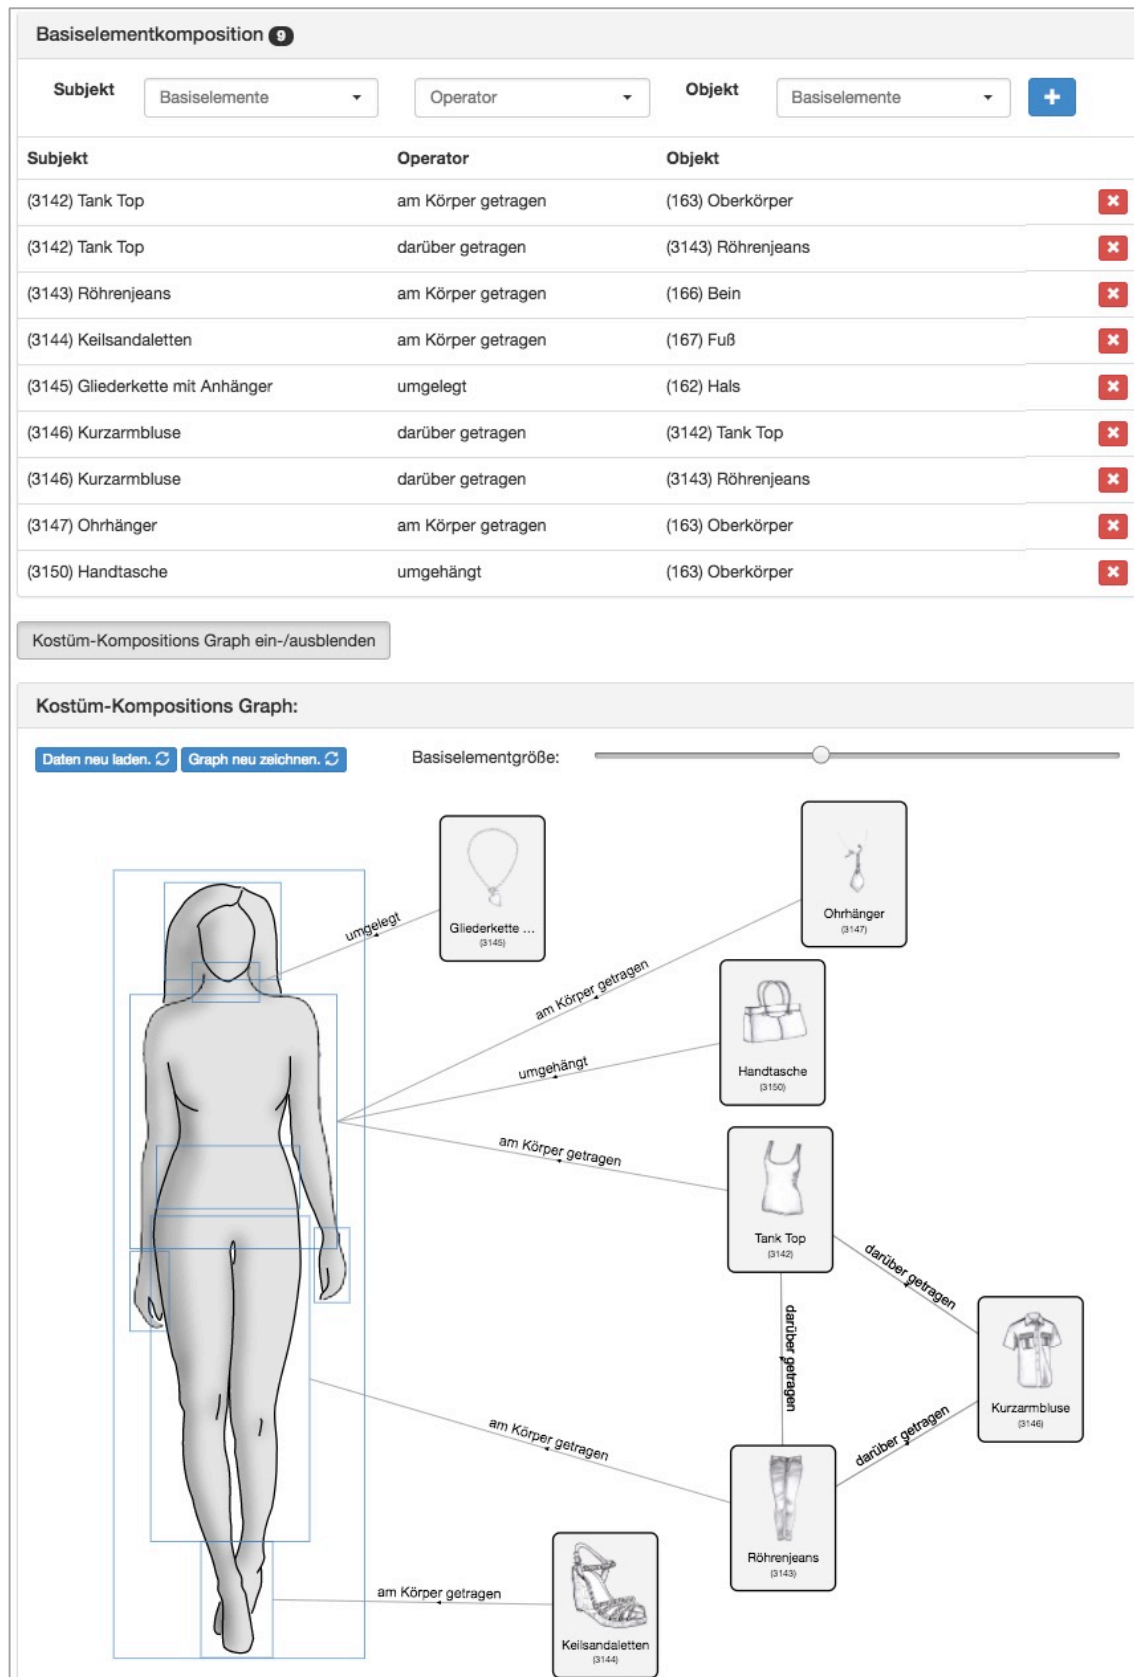 Basiselementkomposition 9
Subjekt Basiselemente Operator Objekt Basiselemente
Subjekt Operator Objekt
(3142) Tank Top am Körper getragen (163) Oberkörper
(3142) Tank Top darüber getragen (3143) Röhrenjeans
(3143) Röhrenjeans am Körper getragen (166) Bein
(3144) Keilsandaletten am Körper getragen (167) Fuß
(3145) Gliederkette mit Anhänger umgelegt (162) Hals
(3146) Kurzarmbluse darüber getragen (3142) Tank Top
(3146) Kurzarmbluse darüber getragen (3143) Röhrenjeans
(3147) Ohrhänger am Körper getragen (163) Oberkörper
(3150) Handtasche umgehängt (163) Oberkörper
Kostüm-Kompositions Graph ein-/ausblenden
Kostüm-Kompositions Graph:
Daten neu laden. Graph neu zeichnen. Basiselementgröße:
umgelegt
Gliederkette ...
(3145)
Ohrhänger
(3147)
am Körper getragen
umgehängt
Handtasche
(3150)
am Körper getragen
Tank Top
(3142)
darüber getragen
darüber getragen
Kurzarmbluse
(3146)
darüber getragen
am Körper getragen
Röhrenjeans
(3143)
am Körper getragen
Keilsandaletten
(3144)